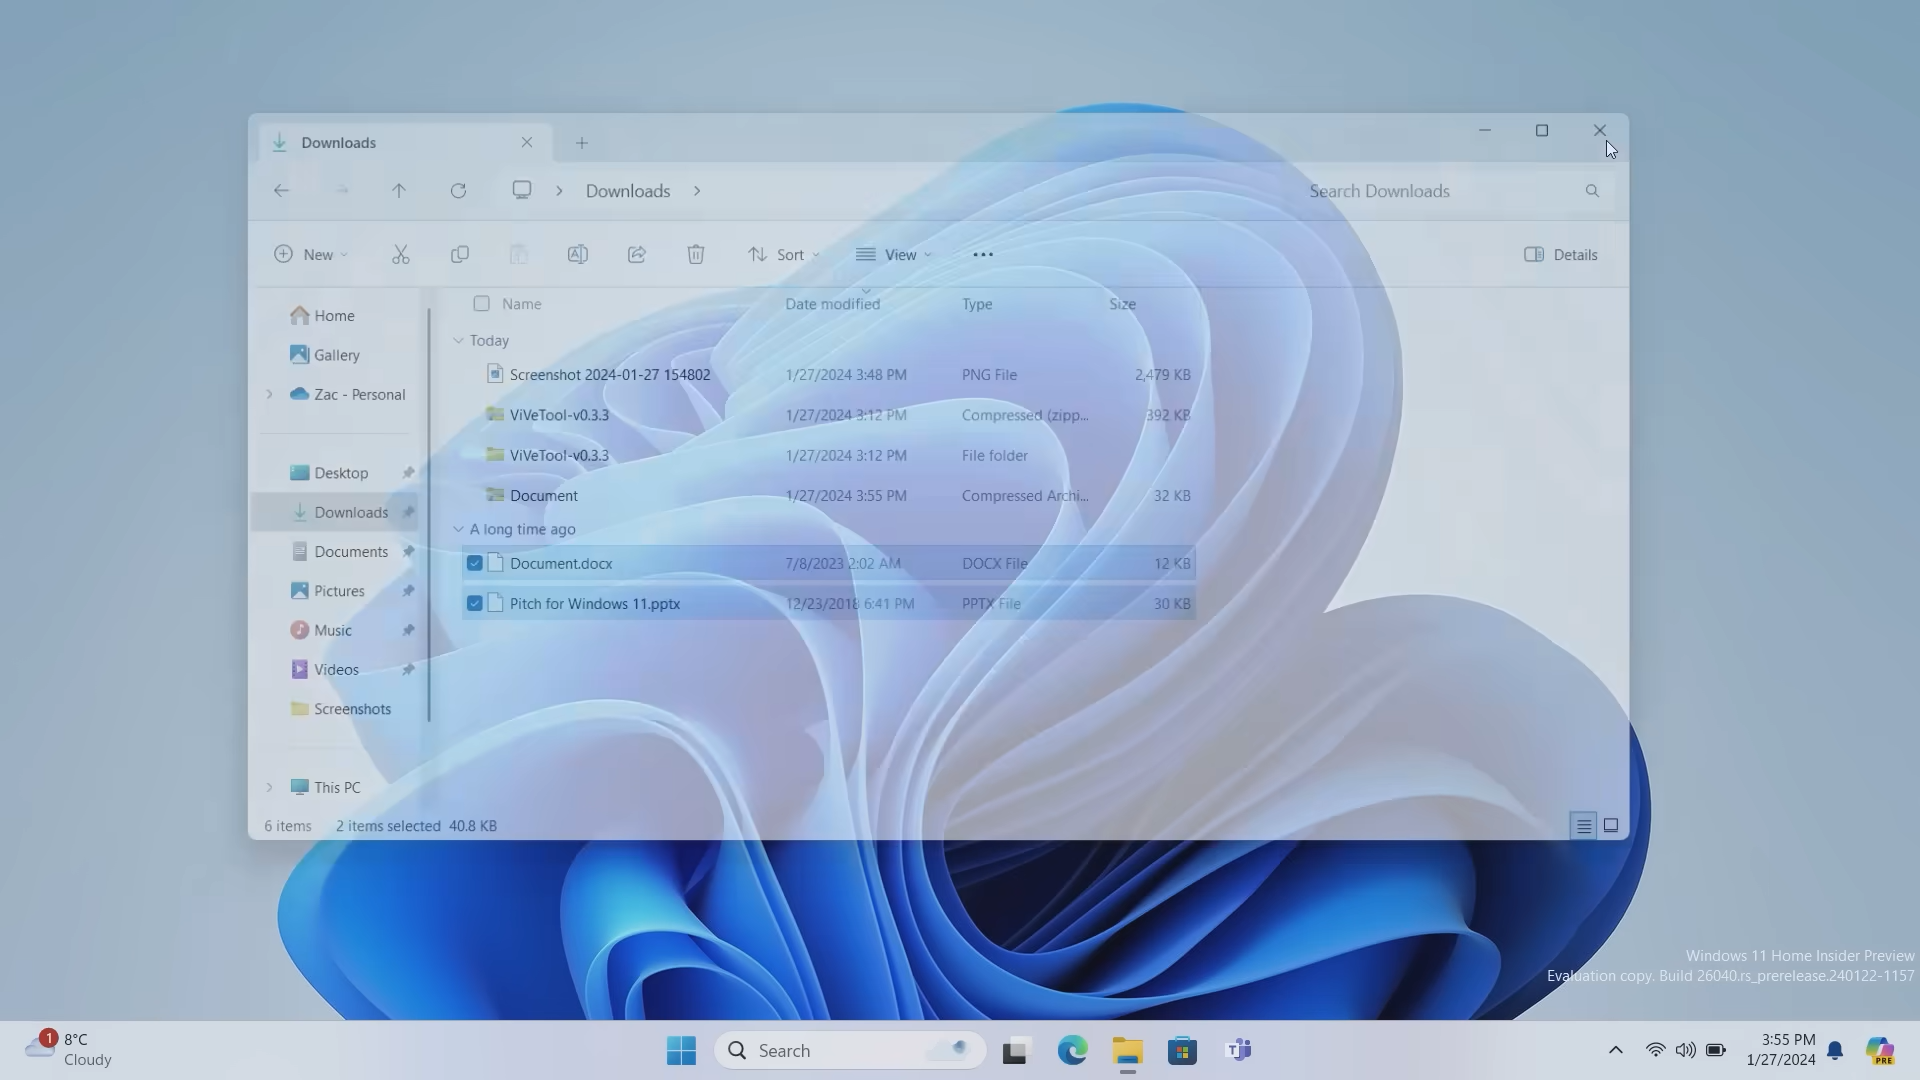 Downloads
Downloads
Search Downloads
New
Sort
View
Details
Name Date modified Type Size
Home
Gallery
Zac - Personal
Desktop
Downloads
Documents
Pictures
Music
Videos
Screenshots
This PC
Today
Screenshot 2024-01-27 154802 1/27/2024 3:48 PM PNG File 2,479 KB
ViVeTool-v0.3.3 1/27/2024 3:12 PM Compressed (zipp... 392 KB
ViVeTool-v0.3.3 1/27/2024 3:12 PM File folder
Document 1/27/2024 3:55 PM Compressed Archi... 32 KB
A long time ago
Document.docx 7/8/2023 2:02 AM DOCX File 12 KB
Pitch for Windows 11.pptx 12/23/2018 6:41 PM PPTX File 30 KB
6 items 2 items selected 40.8 KB
Windows 11 Home Insider Preview
Evaluation copy. Build 26040.rs_prerelease.240122-1157
1
8°C
Cloudy
Search
T
3:55 PM
1/27/2024
PRE